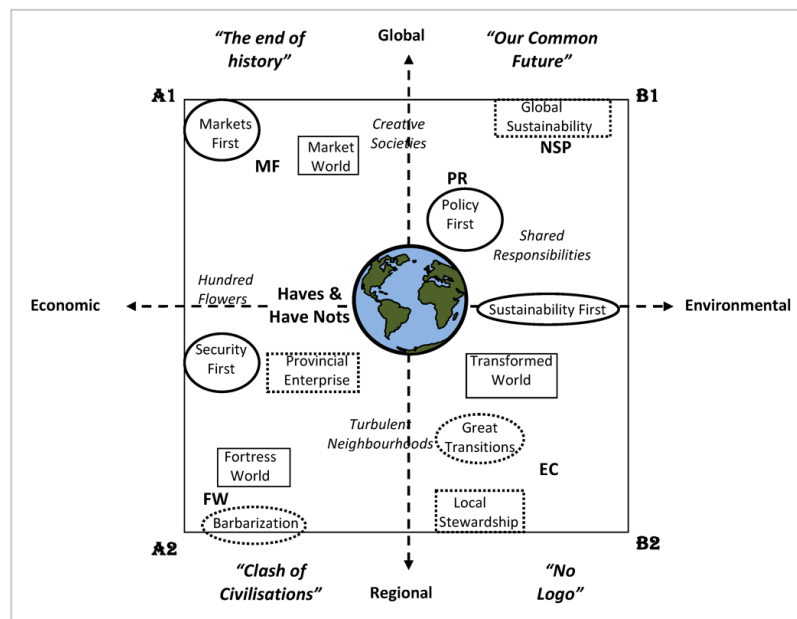 “The end of
history”
Global
“Our Common
Future”
A1
B1
Markets
First
MF
Market
World
Creative
Societies
Global
Sustainability
NSP
PR
Policy
First
Shared
Responsibilities
Hundred
Flowers
Economic
Haves &
Have Nots
Sustainability First
Environmental
Security
First
Provincial
Enterprise
Transformed
World
Turbulent
Neighbourhoods
Great
Transitions
Fortress
World
EC
FW
Barbarization
Local
Stewardship
A2
B2
“Clash of
Civilisations”
Regional
“No
Logo”